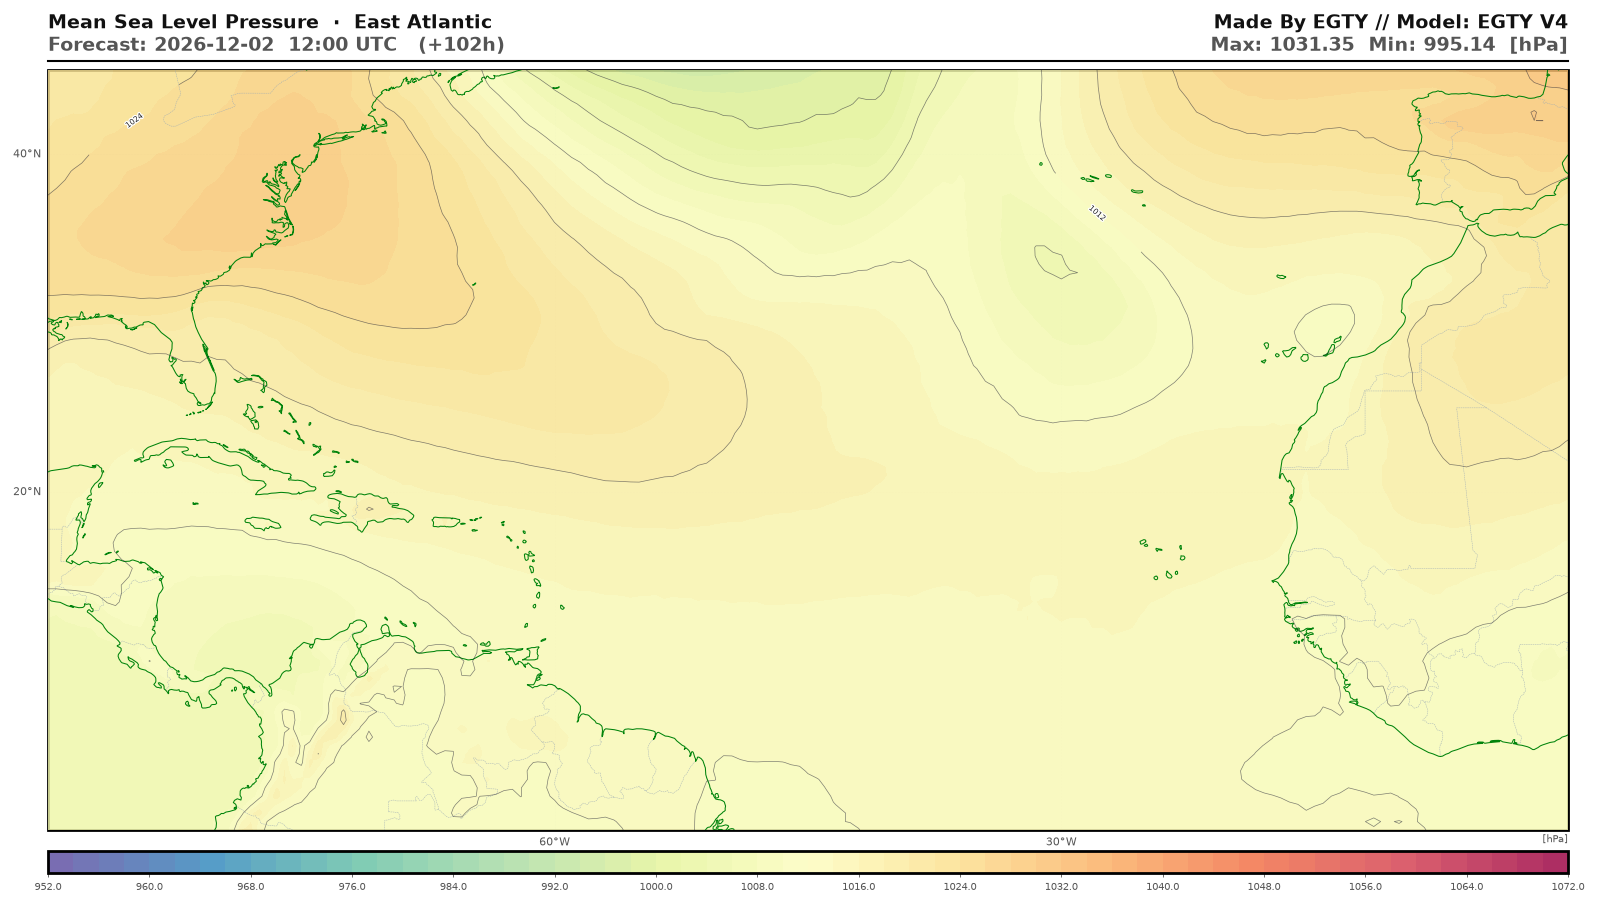 Mean Sea Level Pressure · East Atlantic
Made By EGTY // Model: EGTY V4
Forecast: 2026-12-02 12:00 UTC (+102h)
Max: 1031.35 Min: 995.14 [hPa]
1024
40°N
1012
20°N
60°W
30°W
[hPa]
952.0 960.0 968.0 976.0 984.0 992.0 1000.0 1008.0 1016.0 1024.0 1032.0 1040.0 1048.0 1056.0 1064.0 1072.0